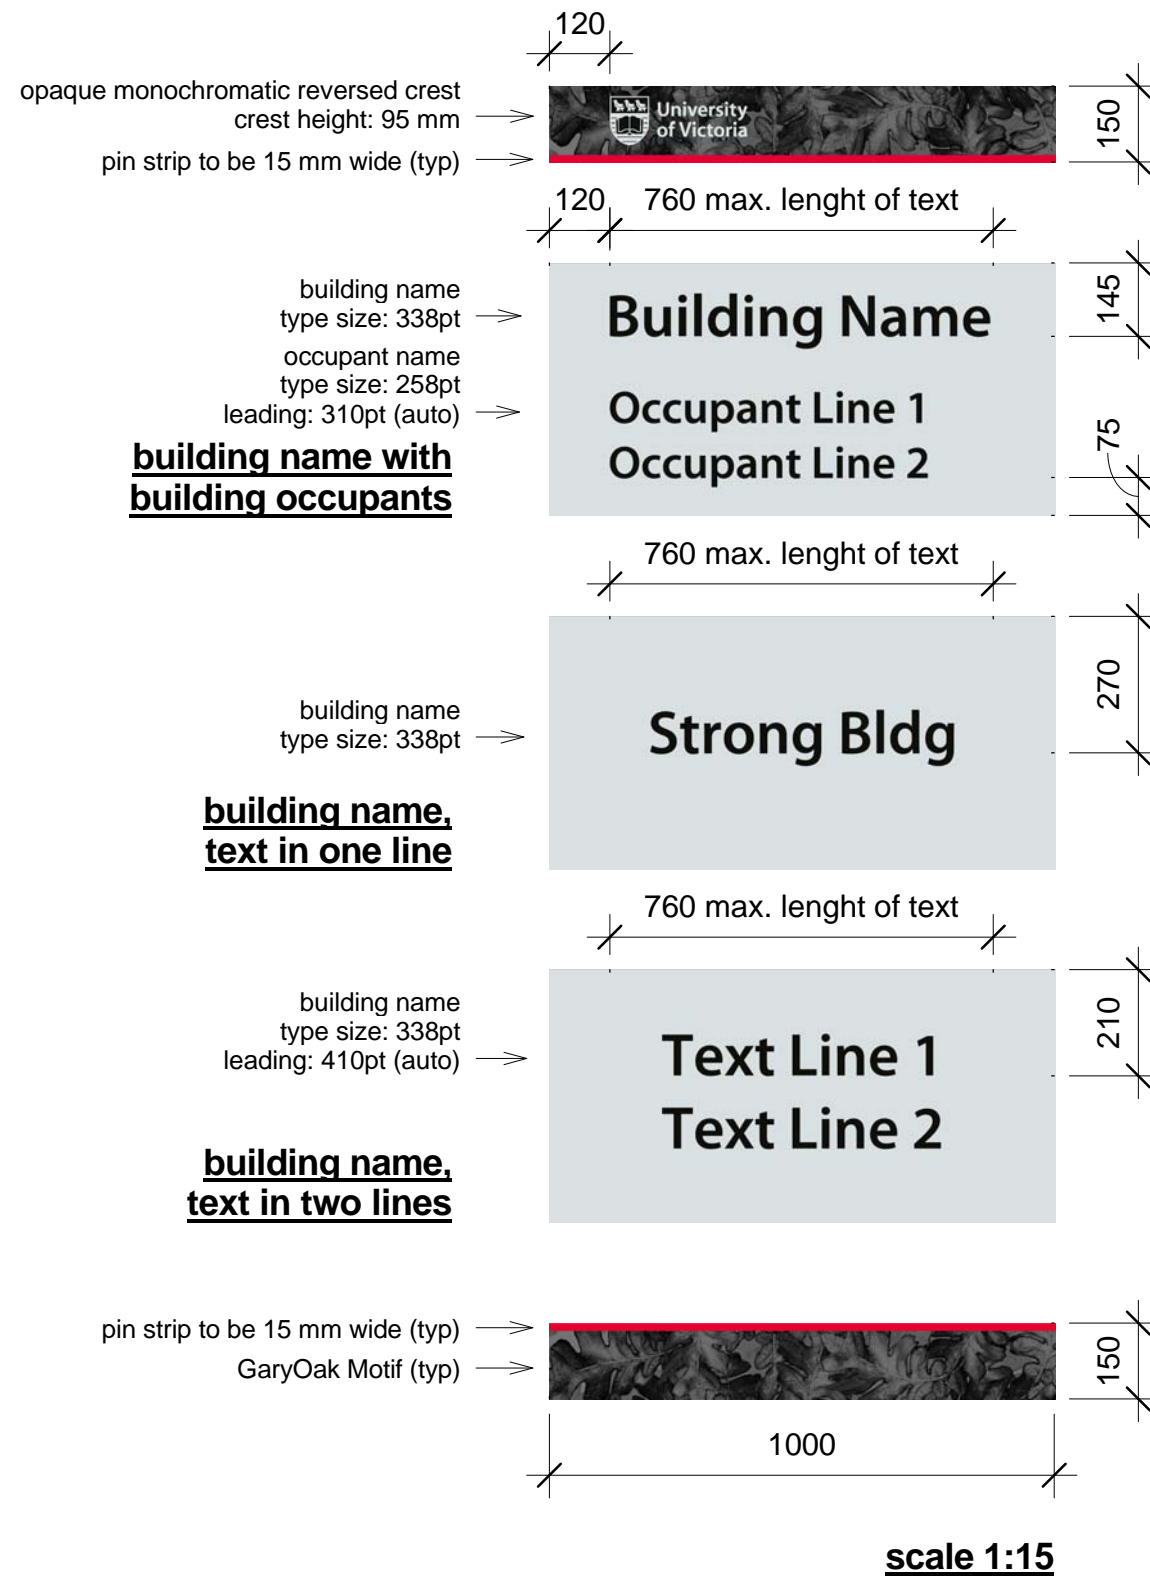 120
opaque monochromatic reversed crest
crest height: 95 mm
University
of Victoria
150
pin strip to be 15 mm wide (typ)
120
760 max. lenght of text
building name
type size: 338pt
Building Name
145
occupant name
type size: 258pt
leading: 310pt (auto)
Occupant Line 1
Occupant Line 2
75
building name with
building occupants
760 max. lenght of text
270
building name
type size: 338pt
Strong Bldg
building name,
text in one line
760 max. lenght of text
210
building name
type size: 338pt
leading: 410pt (auto)
Text Line 1
Text Line 2
building name,
text in two lines
pin strip to be 15 mm wide (typ)
GaryOak Motif (typ)
150
1000
scale 1:15